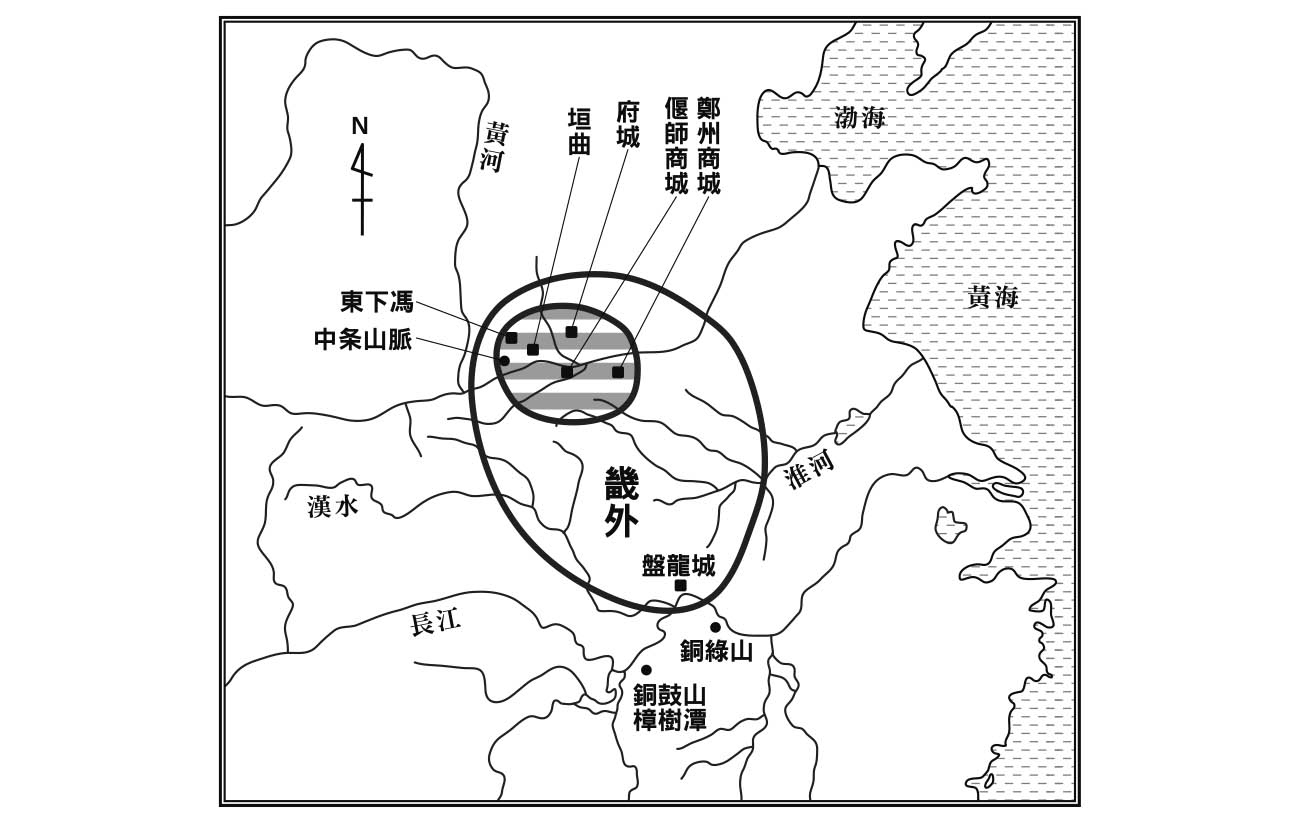 渤海
府城
偃師商城
鄭州商城
垣曲
N
黃河
黃海
東下馮
中条山脈
淮河
畿外
漢水
盤龍城
長江
銅綠山
銅鼓山
樟樹潭